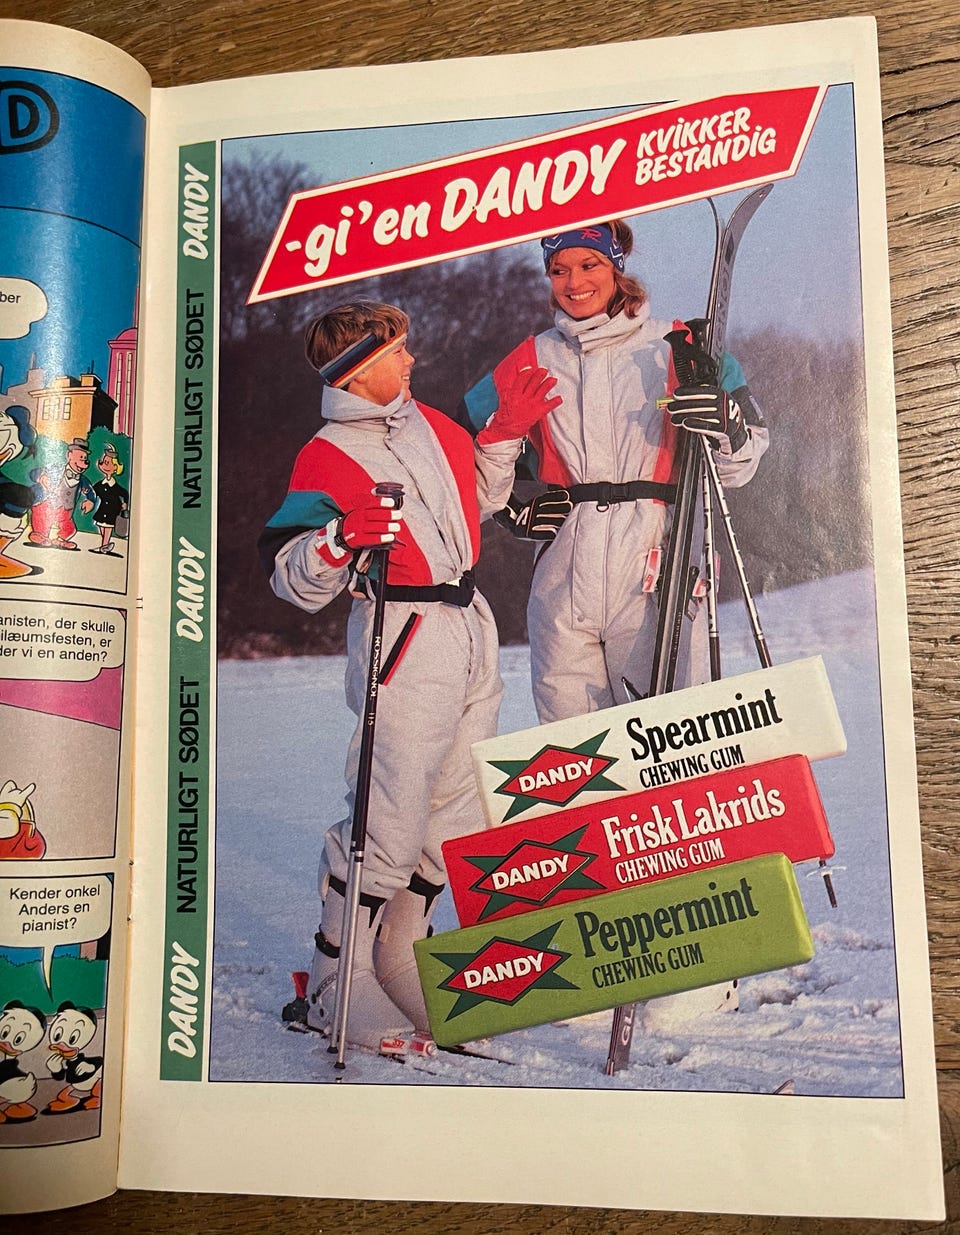 D
ber
anisten, der skulle
bilæumsfesten, er
der vi en anden?
Kender onkel
Anders en
pianist?
DANDY NATURLIGT SØDET DANDY NATURLIGT SØDET DANDY
-gi'en DANDY KVIKKER
BESTANDIG
ROSSIGNOL 115
DANDY Spearmint
CHEWING GUM
DANDY Frisk Lakrids
CHEWING GUM
DANDY Peppermint
CHEWING GUM